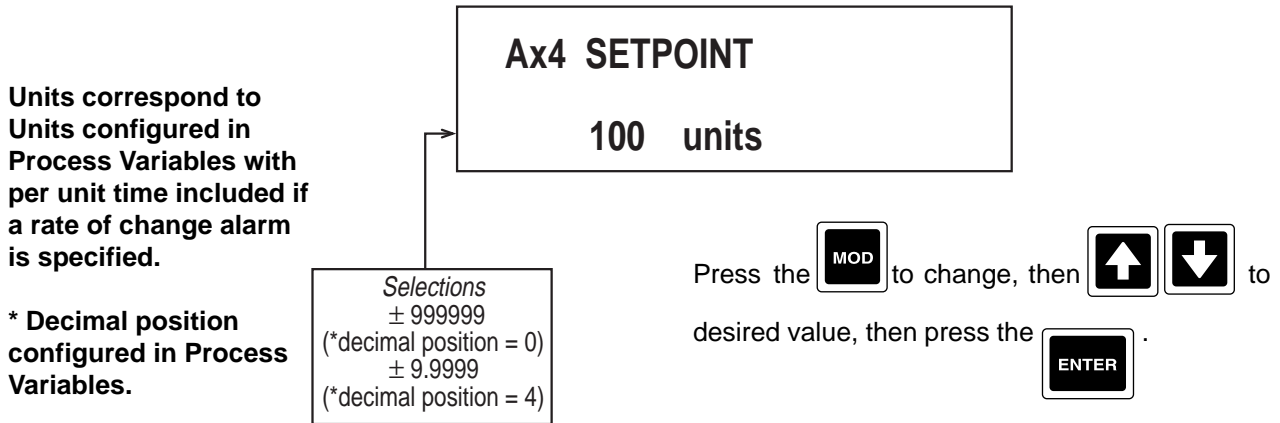 Ax4 SETPOINT
100 units
Units correspond to
Units configured in
Process Variables with
per unit time included if
a rate of change alarm
is specified.
* Decimal position
configured in Process
Variables.
Selections
± 999999
(*decimal position = 0)
± 9.9999
(*decimal position = 4)
Press the MOD to change, then to
desired value, then press the ENTER .